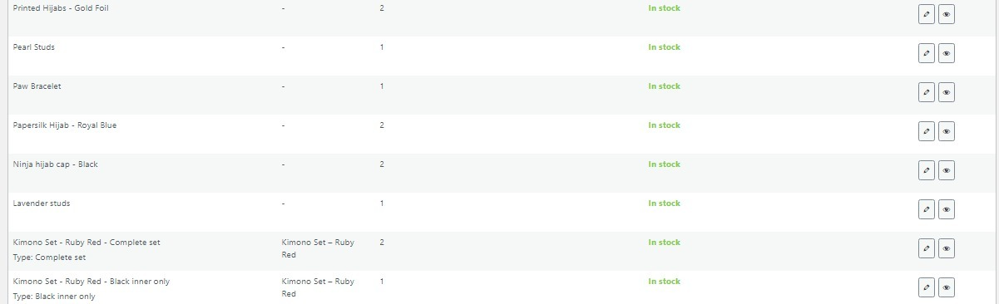 Printed Hijabs - Gold Foil - 2 In stock
Pearl Studs - 1 In stock
Paw Bracelet - 1 In stock
Papersilk Hijab - Royal Blue - 2 In stock
Ninja hijab cap - Black - 2 In stock
Lavender studs - 1 In stock
Kimono Set - Ruby Red - Complete set Kimono Set – Ruby 2 In stock
Type: Complete set Red
Kimono Set - Ruby Red - Black inner only Kimono Set – Ruby 1 In stock
Type: Black inner only Red